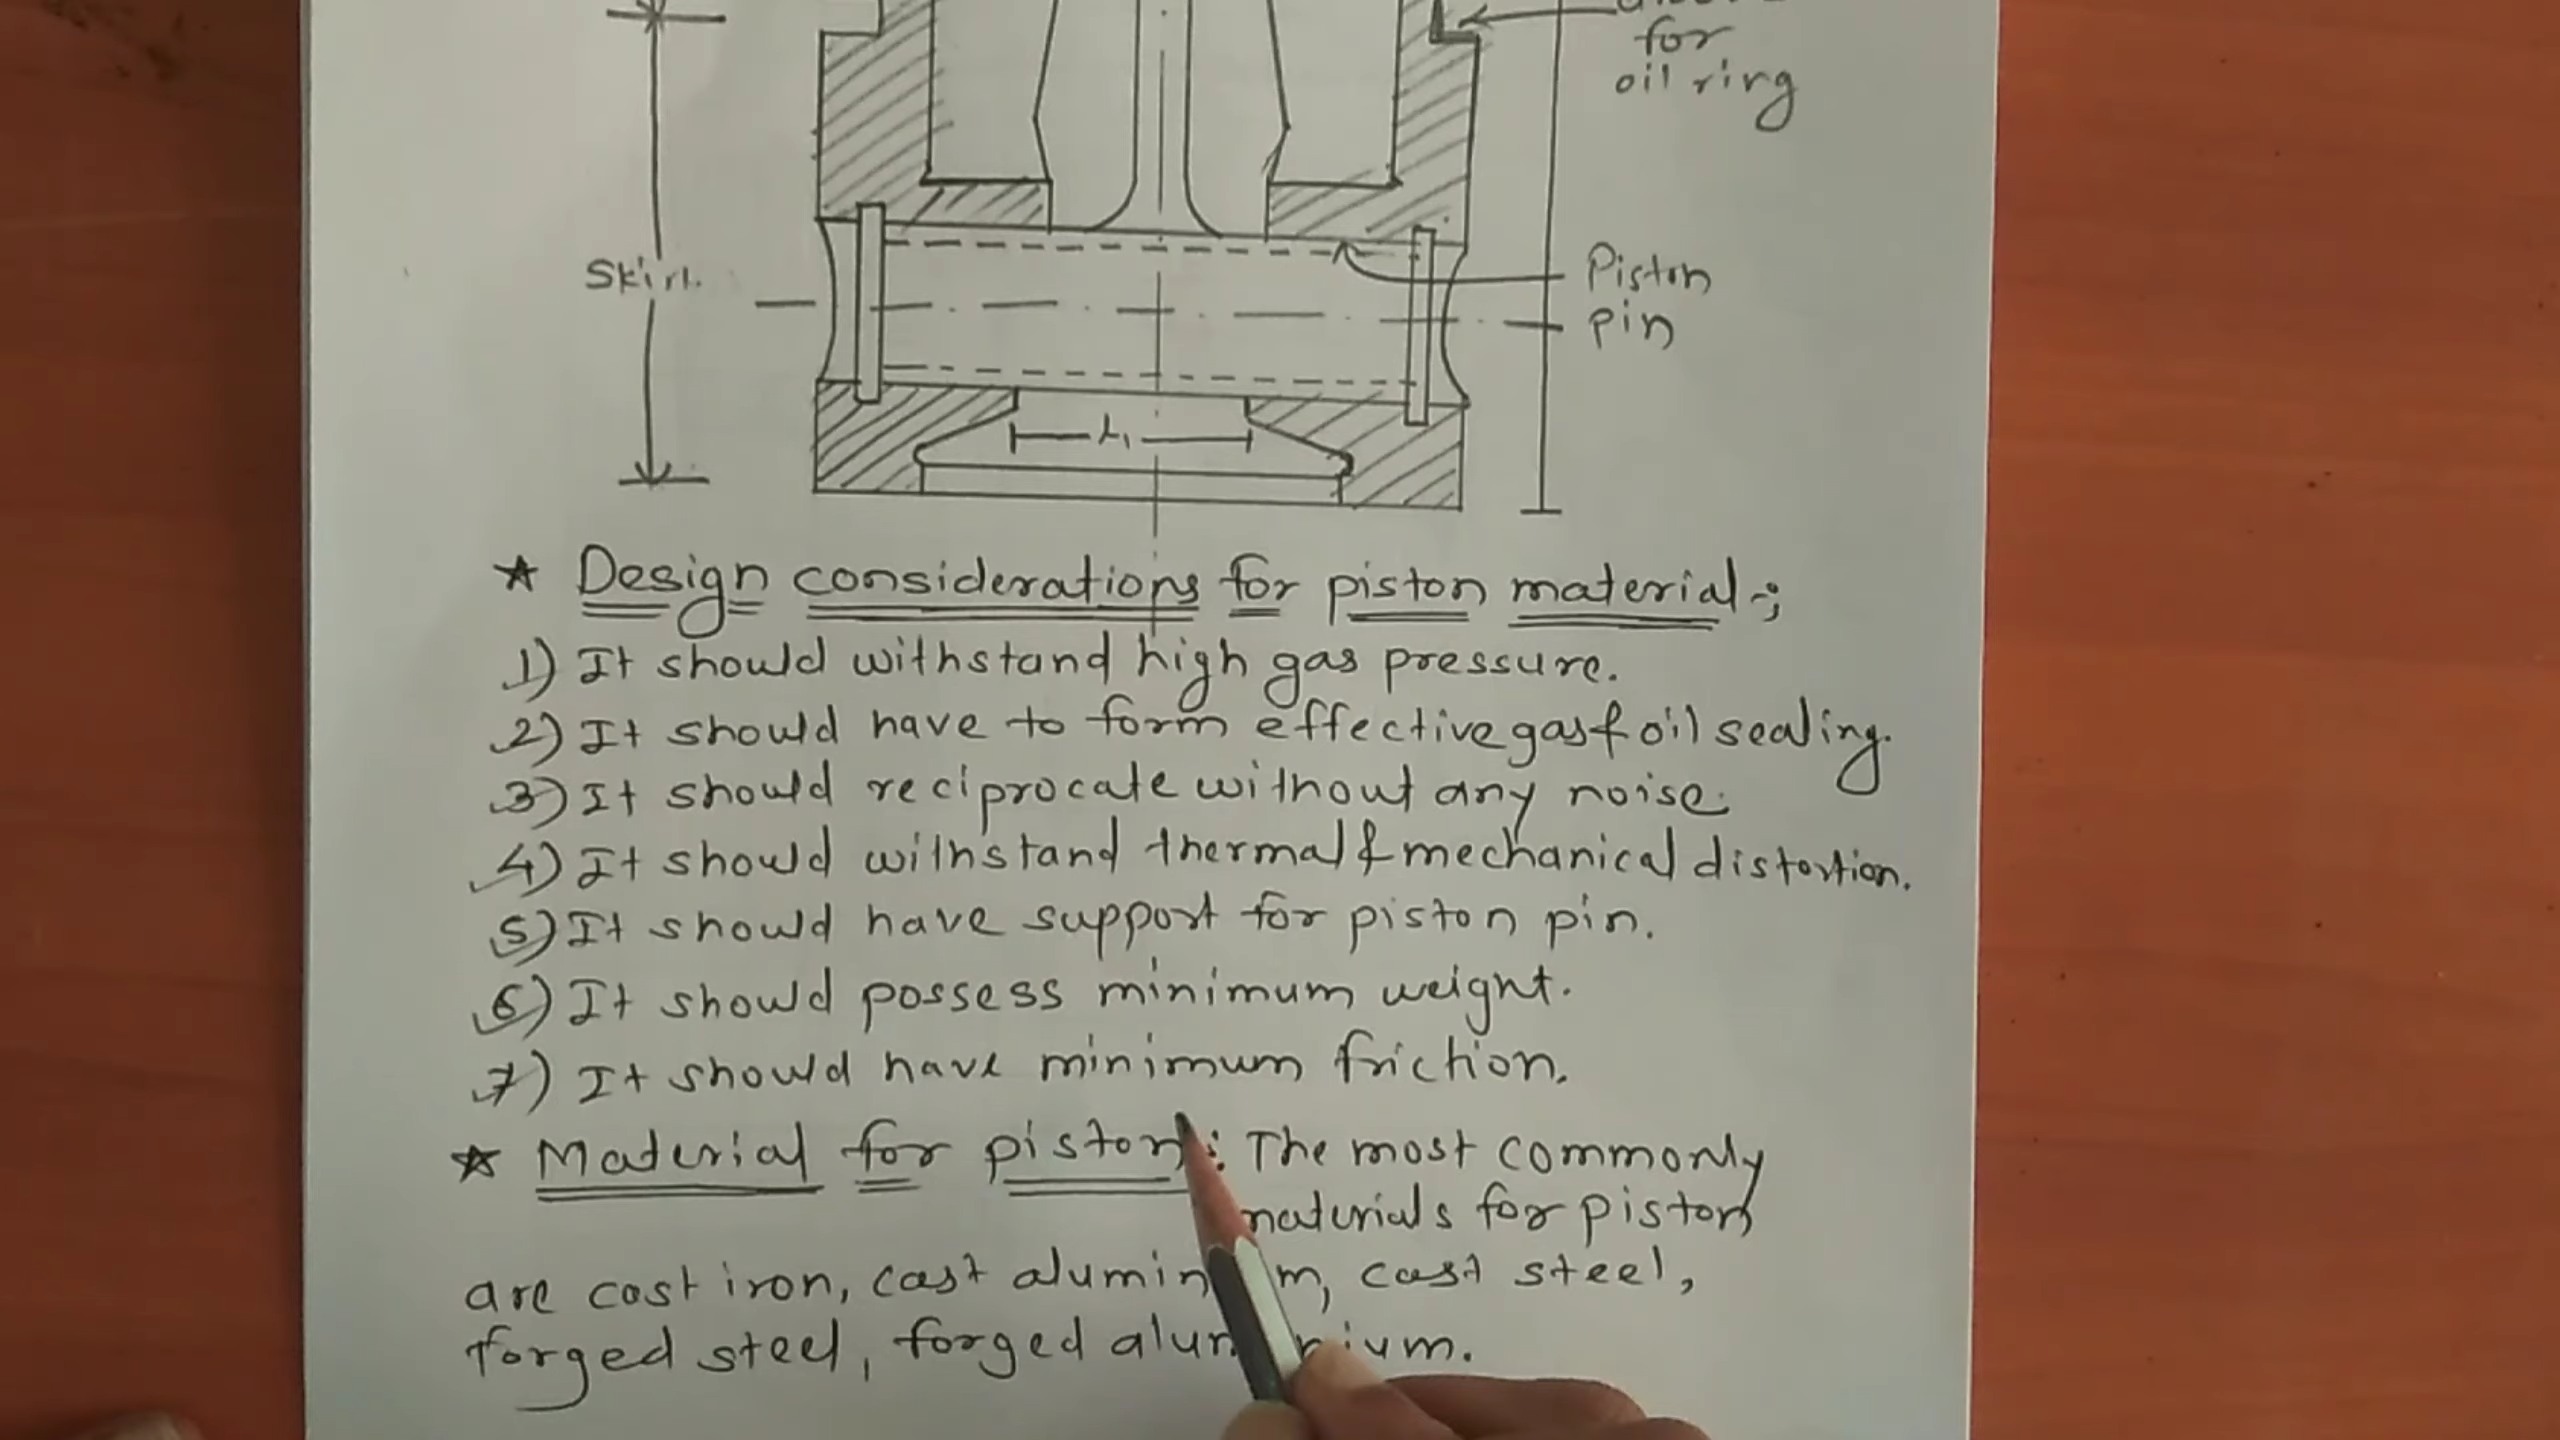 for
oil ring
Skirt.
Piston
pin
l₁
★ Design considerations for piston material :-
1) It should withstand high gas pressure.
2) It should have to form effective gas & oil sealing.
3) It should reciprocate without any noise.
4) It should withstand thermal & mechanical distortion.
5) It should have support for piston pin.
6) It should possess minimum weight.
7) It should have minimum friction.
★ Material for piston : The most commonly
materials for piston
are cast iron, cast aluminium, cast steel,
forged steel, forged aluminium.